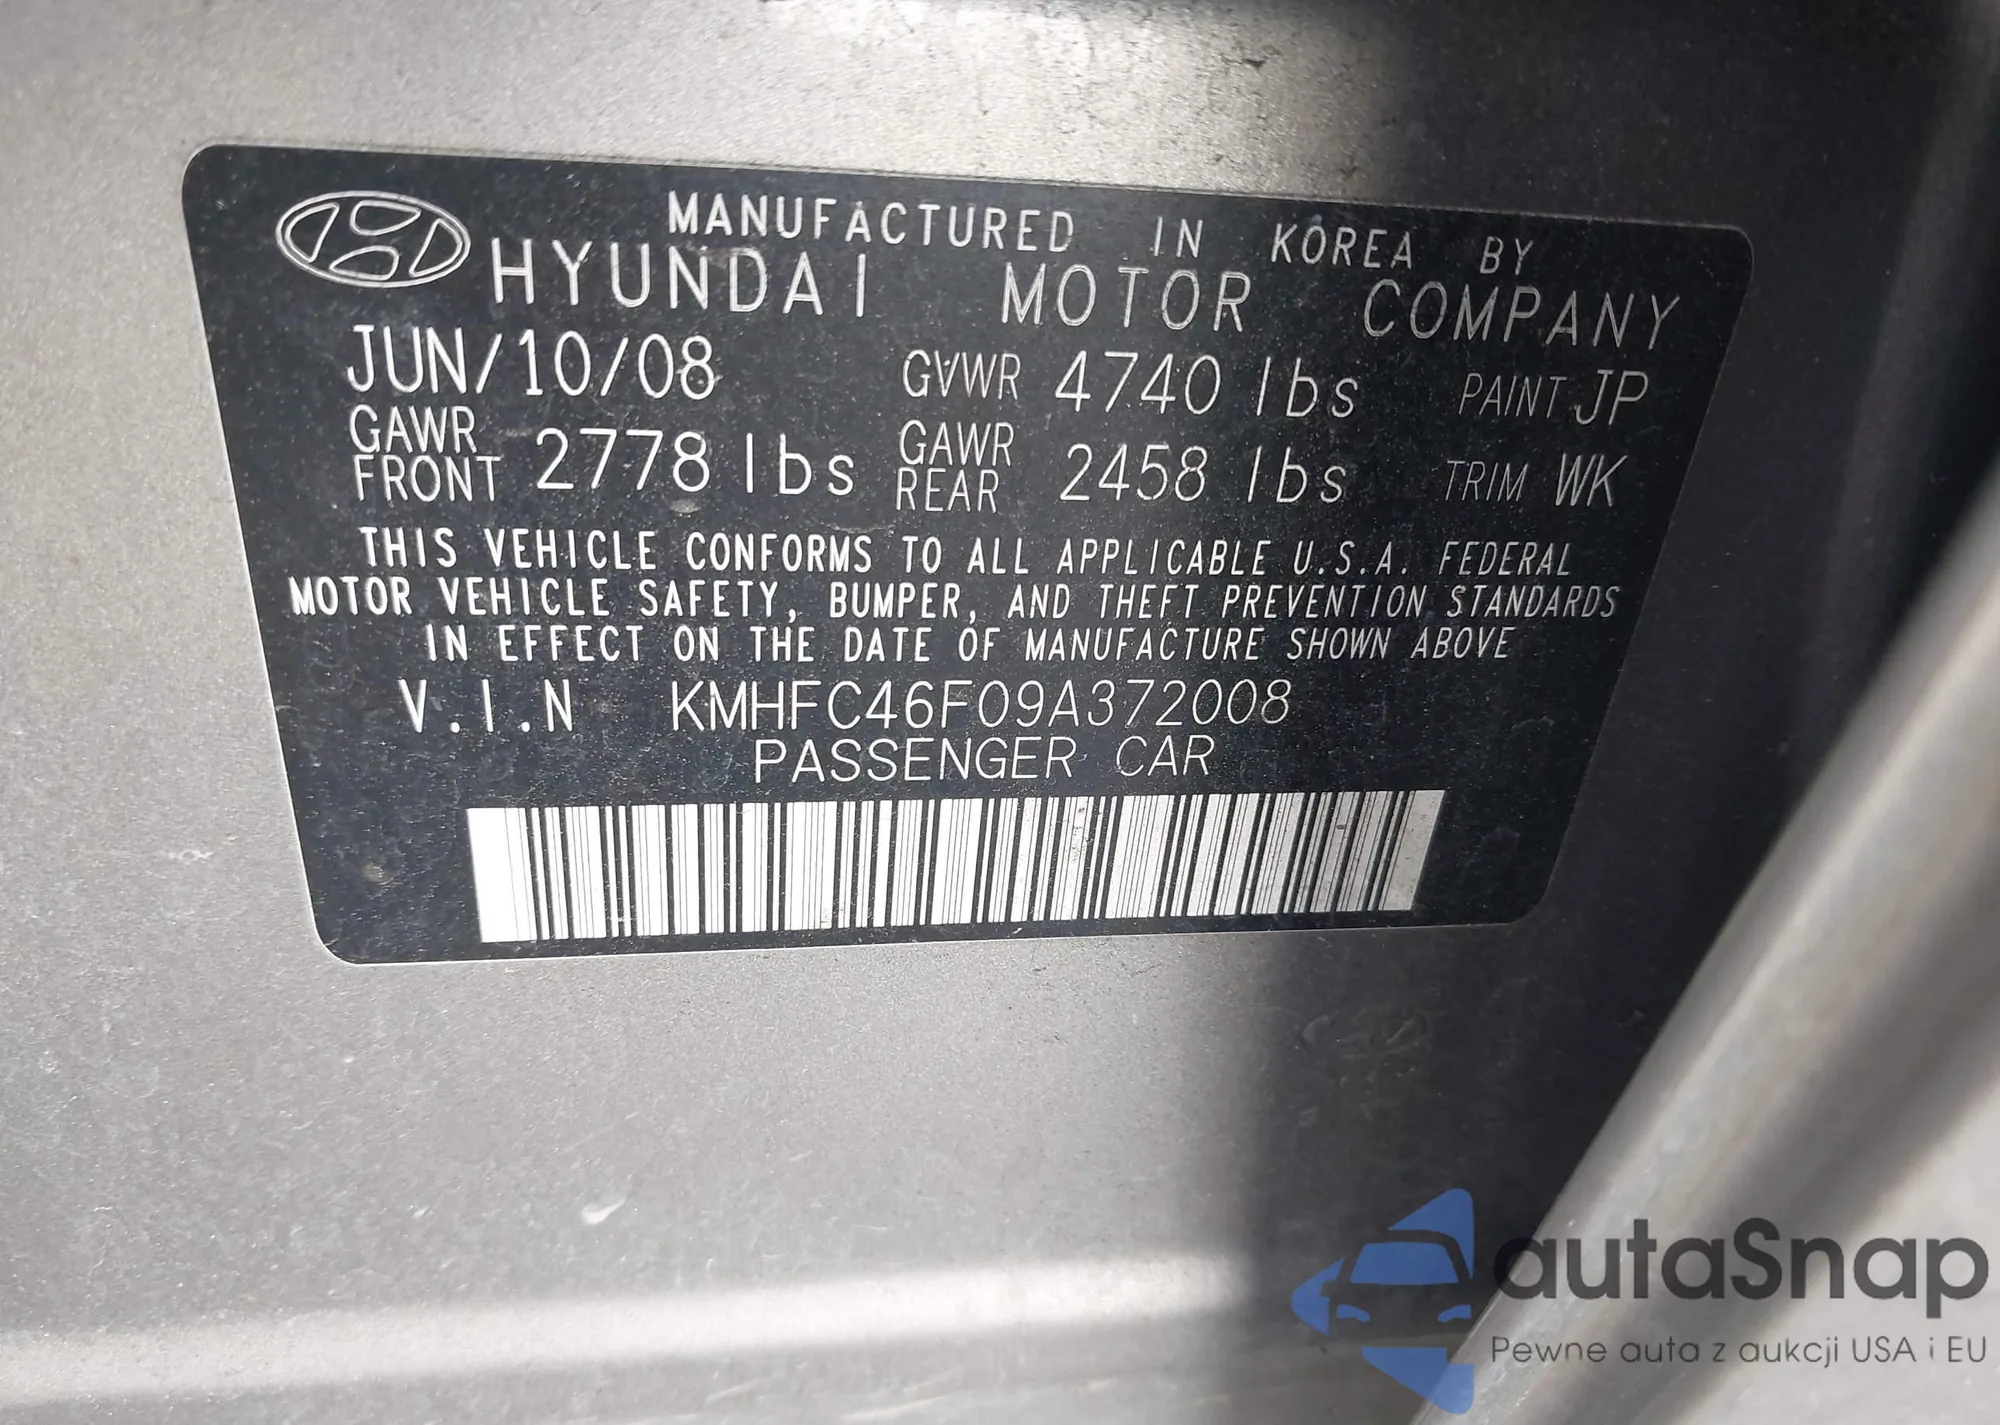 MANUFACTURED IN KOREA BY
HYUNDAI MOTOR COMPANY
JUN/10/08 GVWR 4740 lbs PAINT JP
GAWR FRONT 2778 lbs GAWR REAR 2458 lbs TRIM WK
THIS VEHICLE CONFORMS TO ALL APPLICABLE U.S.A. FEDERAL
MOTOR VEHICLE SAFETY, BUMPER, AND THEFT PREVENTION STANDARDS
IN EFFECT ON THE DATE OF MANUFACTURE SHOWN ABOVE
V.I.N KMHFC46F09A372008
PASSENGER CAR
autaSnap
Pewne auta z aukcji USA i EU